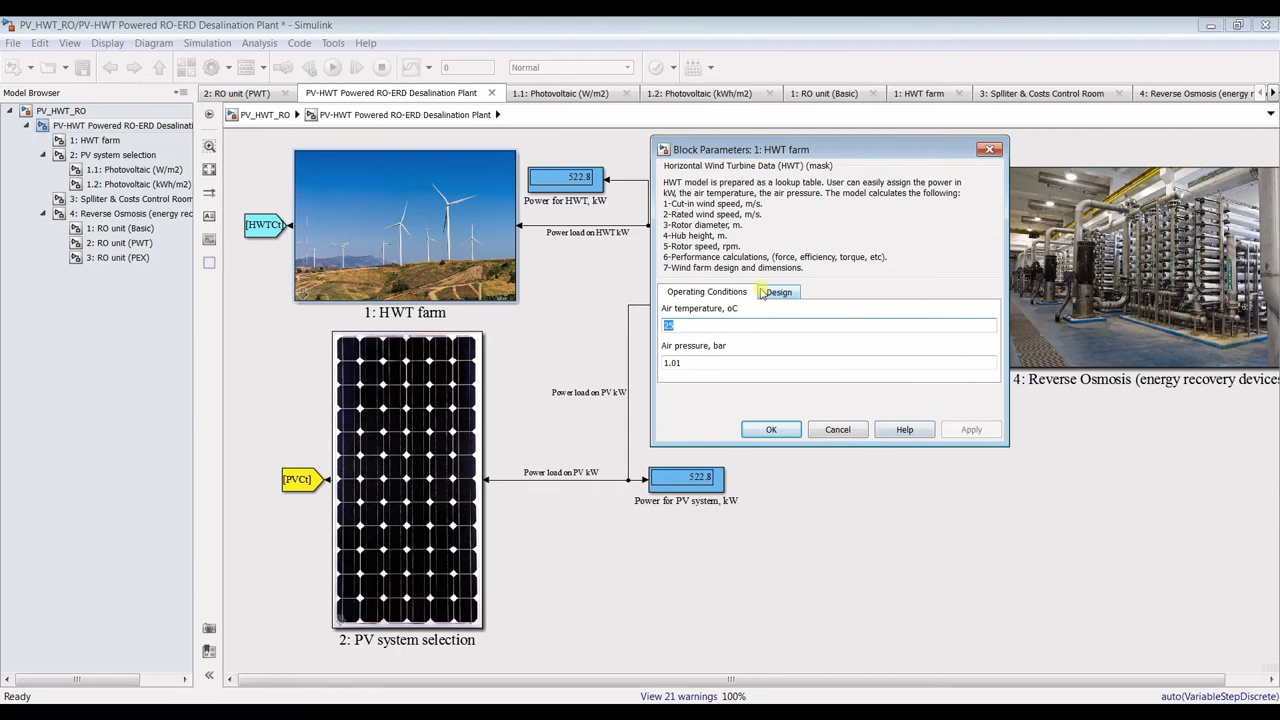 PV_HWT_RO/PV-HWT Powered RO-ERD Desalination Plant * - Simulink
File Edit View Display Diagram Simulation Analysis Code Tools Help
0 Normal
Model Browser
2: RO unit (PWT) PV-HWT Powered RO-ERD Desalination Plant 1.1: Photovoltaic (W/m2) 1.2: Photovoltaic (kWh/m2) 1: RO unit (Basic) 1: HWT farm 3: Spliiter & Costs Control Room 4: Reverse Osmosis (energy r
PV_HWT_RO PV-HWT Powered RO-ERD Desalination Plant
PV_HWT_RO
PV-HWT Powered RO-ERD Desalinati
1: HWT farm
2: PV system selection
1.1: Photovoltaic (W/m2)
1.2: Photovoltaic (kWh/m2)
3: Spliiter & Costs Control Room
4: Reverse Osmosis (energy rec
1: RO unit (Basic)
2: RO unit (PWT)
3: RO unit (PEX)
[HWTCt]
1: HWT farm
522.8
Power for HWT, kW
Power load on HWT kW
Block Parameters: 1: HWT farm
Horizontal Wind Turbine Data (HWT) (mask)
HWT model is prepared as a lookup table. User can easily assign the power in
kW, the air temperature, the air pressure. The model calculates the following:
1-Cut-in wind speed, m/s.
2-Rated wind speed, m/s.
3-Rotor diameter, m.
4-Hub height, m.
5-Rotor speed, rpm.
6-Performance calculations, (force, efficiency, torque, etc).
7-Wind farm design and dimensions.
Operating Conditions Design
Air temperature, oC
25
Air pressure, bar
1.01
OK Cancel Help Apply
4: Reverse Osmosis (energy recovery device
Power load on PV kW
[PVCt]
Power load on PV kW
522.8
Power for PV system, kW
2: PV system selection
Ready View 21 warnings 100% auto(VariableStepDiscrete)